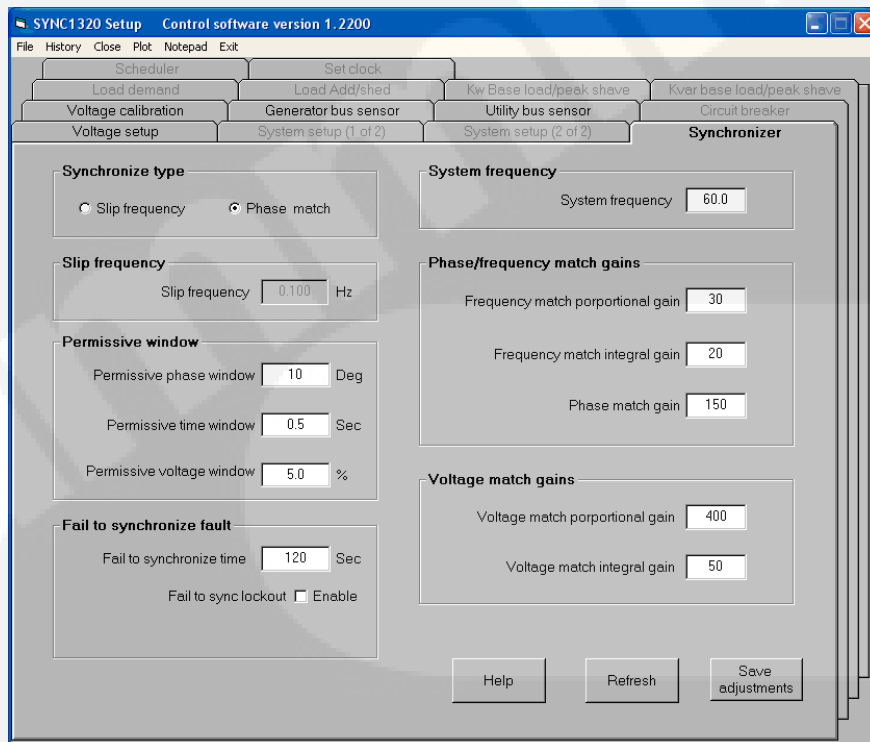 SYNC1320 Setup Control software version 1.2200
File History Close Plot Notepad Exit
Scheduler Set clock
Load demand Load Add/shed Kw Base load/peak shave Kvar base load/peak shave
Voltage calibration Generator bus sensor Utility bus sensor Circuit breaker
Voltage setup System setup (1 of 2) System setup (2 of 2) Synchronizer
Synchronize type
Slip frequency Phase match
Slip frequency
Slip frequency 0.100 Hz
Permissive window
Permissive phase window 10 Deg
Permissive time window 0.5 Sec
Permissive voltage window 5.0 %
Fail to synchronize fault
Fail to synchronize time 120 Sec
Fail to sync lockout Enable
System frequency
System frequency 60.0
Phase/frequency match gains
Frequency match porportional gain 30
Frequency match integral gain 20
Phase match gain 150
Voltage match gains
Voltage match porportional gain 400
Voltage match integral gain 50
Help Refresh Save adjustments